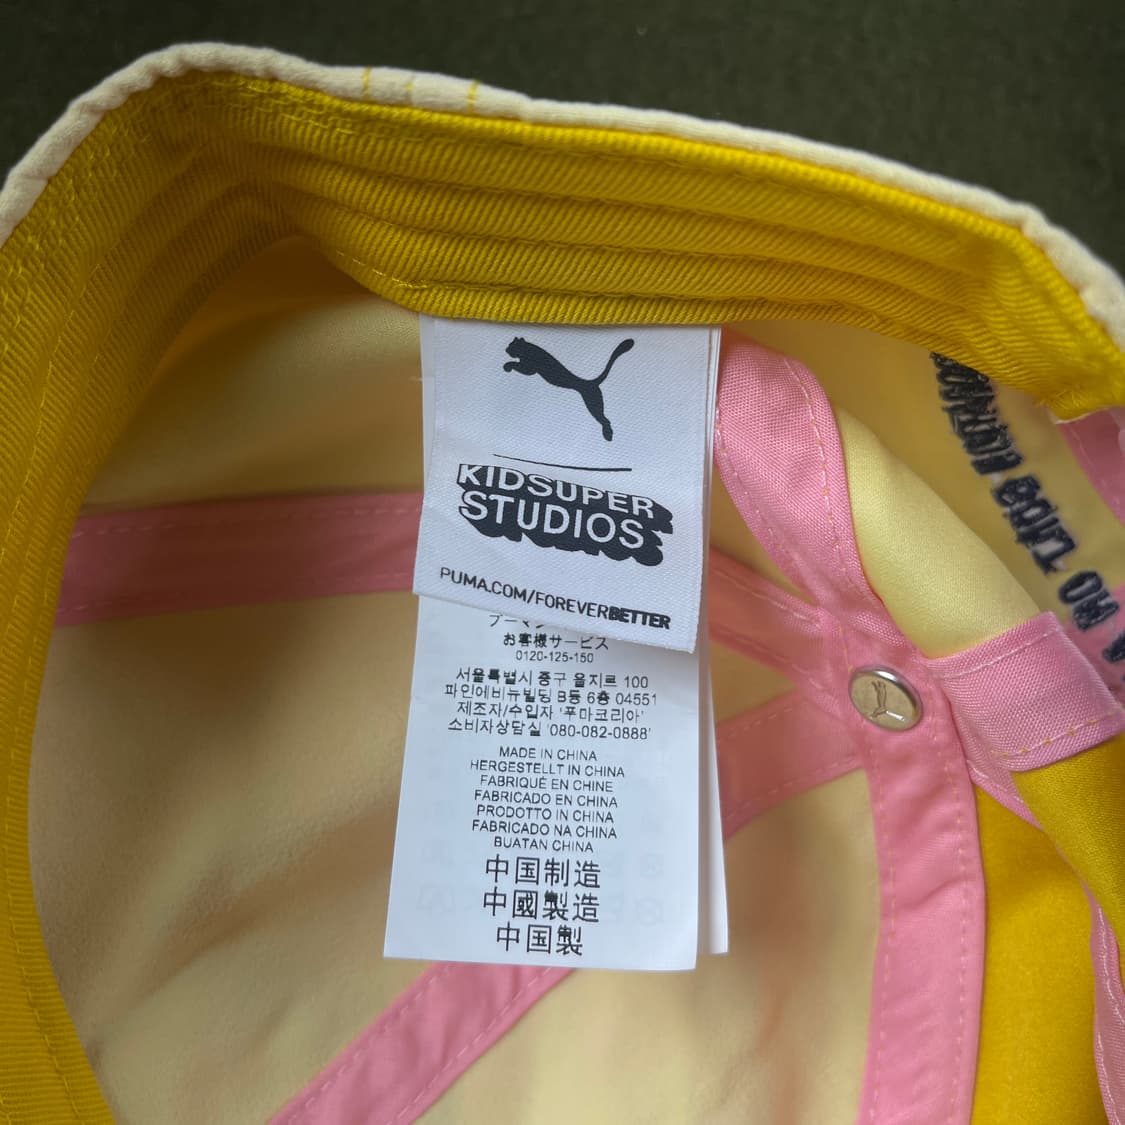 KIDSUPER
STUDIOS
PUMA.COM/FOREVERBETTER
お客様サービス
0120-125-150
서울특별시 중구 을지르 100
파인에비뉴빌딩 B등 6층 04551
제조자/수입자 '푸마코리아'
소비자상담실 '080-082-0888'
MADE IN CHINA
HERGESTELLT IN CHINA
FABRIQUÉ EN CHINE
FABRICADO EN CHINA
PRODOTTO IN CHINA
FABRICADO NA CHINA
BUATAN CHINA
中国制造
中國製造
中国製